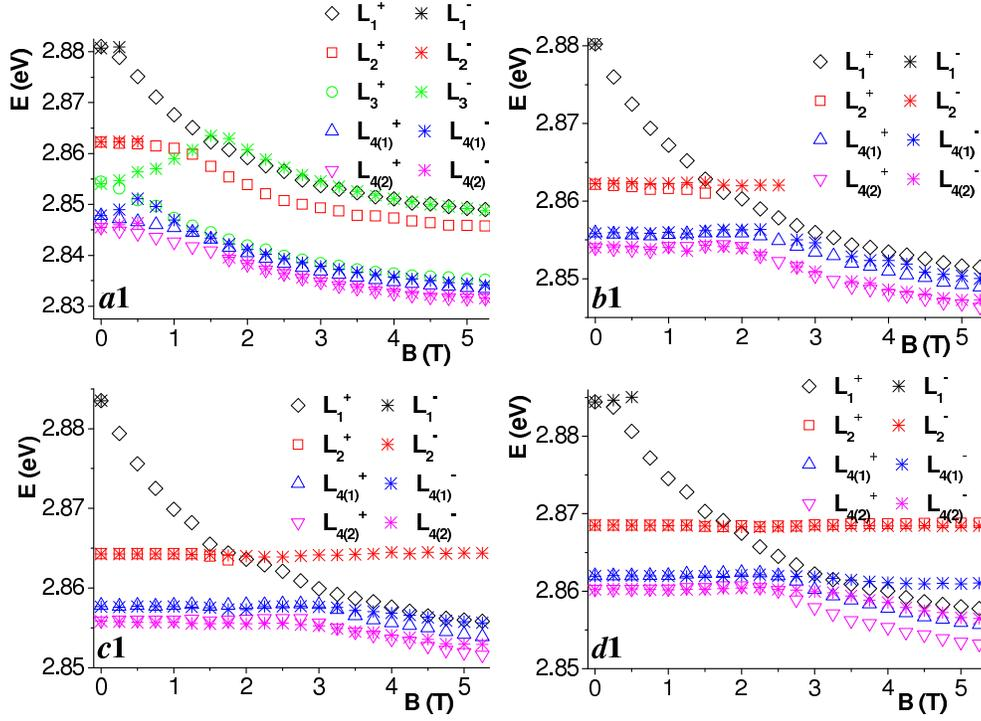 L1+ L1-
L2+ L2-
L3+ L3-
L4(1)+ L4(1)-
L4(2)+ L4(2)-
E (eV)
2.88
2.87
2.86
2.85
2.84
2.83
a1
0 1 2 3 4 5
B (T)
L1+ L1-
L2+ L2-
L4(1)+ L4(1)-
L4(2)+ L4(2)-
E (eV)
2.88
2.87
2.86
2.85
b1
0 1 2 3 4 5
B (T)
L1+ L1-
L2+ L2-
L4(1)+ L4(1)-
L4(2)+ L4(2)-
E (eV)
2.88
2.87
2.86
2.85
c1
0 1 2 3 4 5
B (T)
L1+ L1-
L2+ L2-
L4(1)+ L4(1)-
L4(2)+ L4(2)-
E (eV)
2.88
2.87
2.86
2.85
d1
0 1 2 3 4 5
B (T)